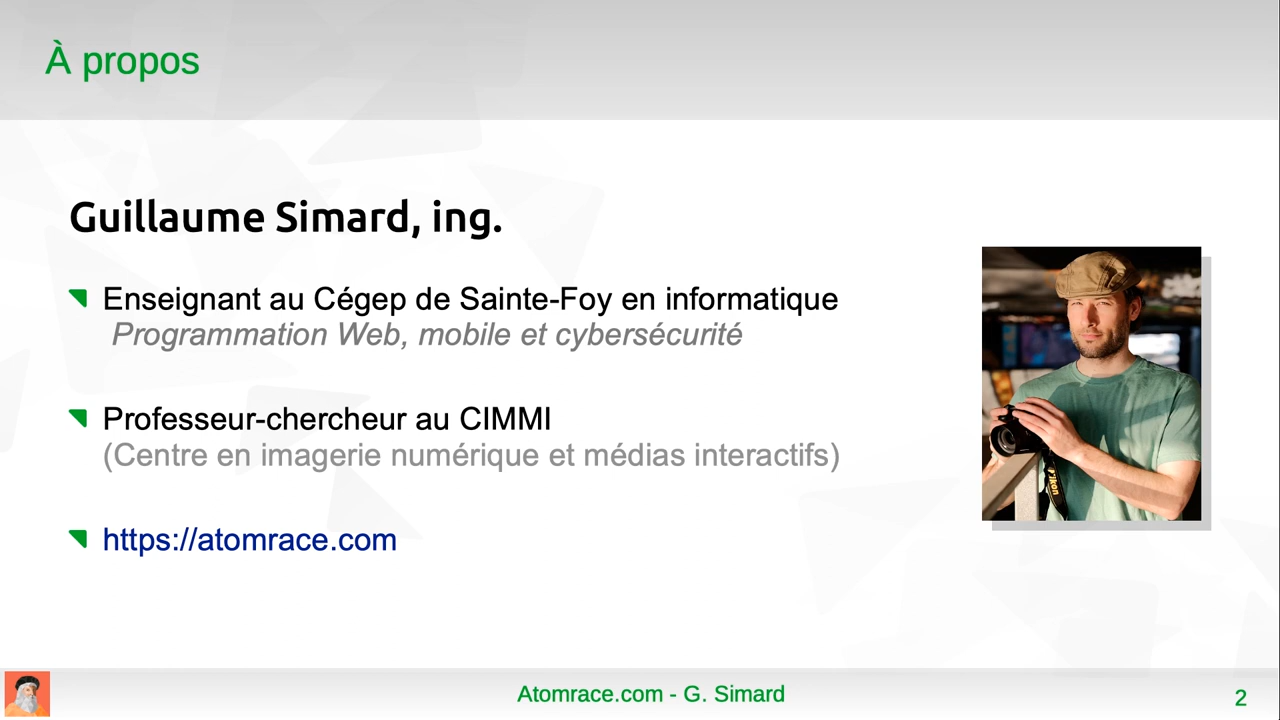 À propos
Guillaume Simard, ing.
Enseignant au Cégep de Sainte-Foy en informatique
Programmation Web, mobile et cybersécurité
Professeur-chercheur au CIMMI
(Centre en imagerie numérique et médias interactifs)
https://atomrace.com
Nikon
Atomrace.com - G. Simard
2